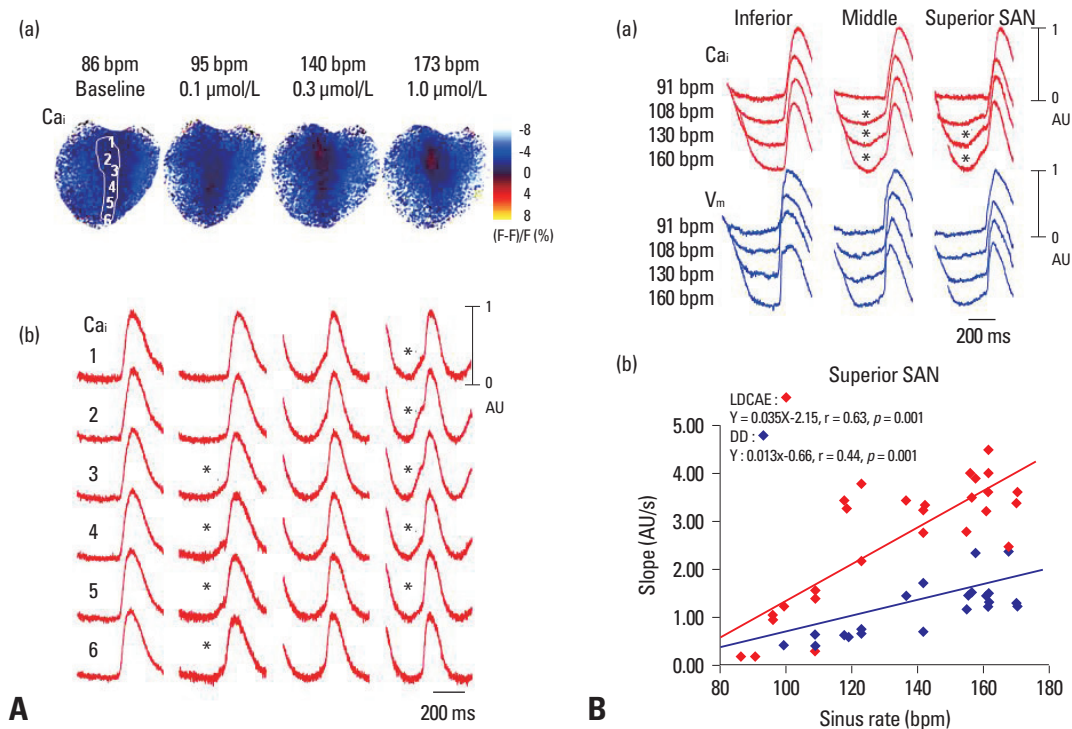 (a)
86 bpm 95 bpm 140 bpm 173 bpm
Baseline 0.1 μmol/L 0.3 μmol/L 1.0 μmol/L
Cai
1
2
3
4
5
6
-8
-4
0
4
8
(F-F)/F (%)
(b)
Cai
1
2
3
4
5
6
*
*
*
*
*
*
*
*
*
1
0
AU
200 ms
A
(a)
Inferior Middle Superior SAN
Cai
91 bpm
108 bpm
130 bpm
160 bpm
*
*
*
*
*
1
0
AU
Vm
91 bpm
108 bpm
130 bpm
160 bpm
1
0
AU
200 ms
(b)
Superior SAN
LDCAE :
Y = 0.035X-2.15, r = 0.63, p = 0.001
DD :
Y : 0.013x-0.66, r = 0.44, p = 0.001
5.00
4.00
3.00
2.00
1.00
0.00
Slope (AU/s)
80 100 120 140 160 180
Sinus rate (bpm)
B